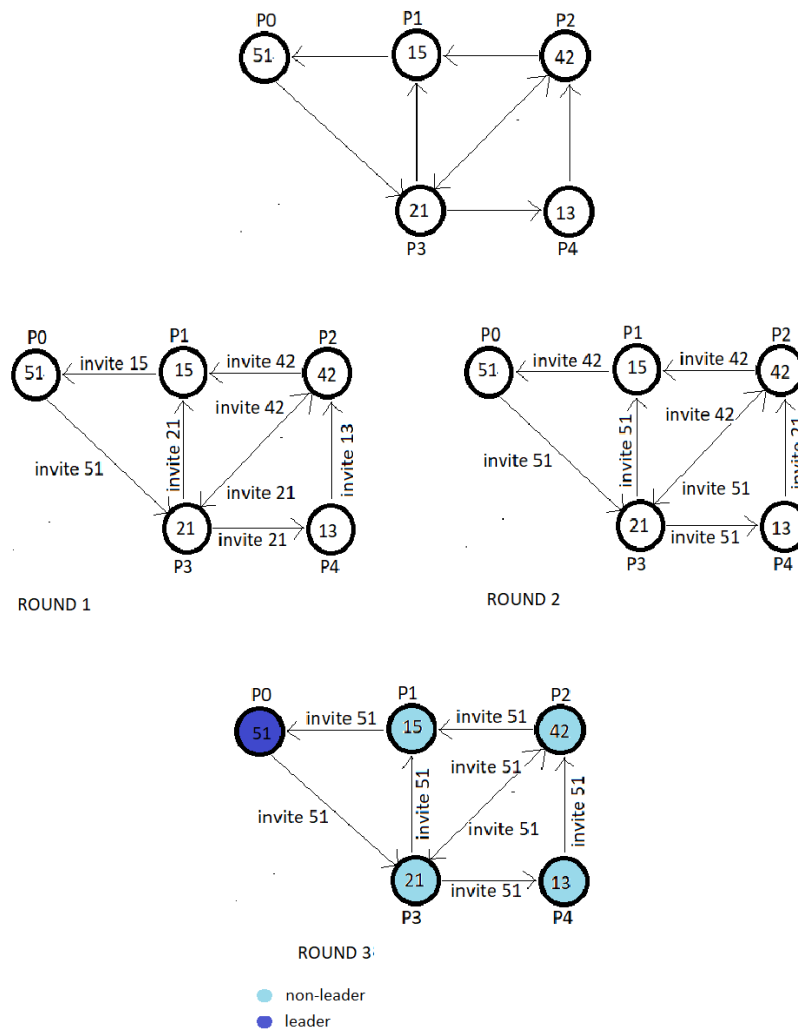 P0
P1
P2
51
15
42
21
13
P3
P4
P0
P1
P2
invite 15
invite 42
51
15
42
invite 42
invite 51
invite 21
invite 21
invite 13
21
invite 21
13
P3
P4
ROUND 1
P0
P1
P2
invite 42
invite 42
51
15
42
invite 42
invite 51
invite 51
invite 51
invite 21
21
invite 51
13
P3
P4
ROUND 2
P0
P1
P2
invite 51
invite 51
51
15
42
invite 51
invite 51
invite 51
invite 51
invite 51
21
invite 51
13
P3
P4
ROUND 3
non-leader
leader